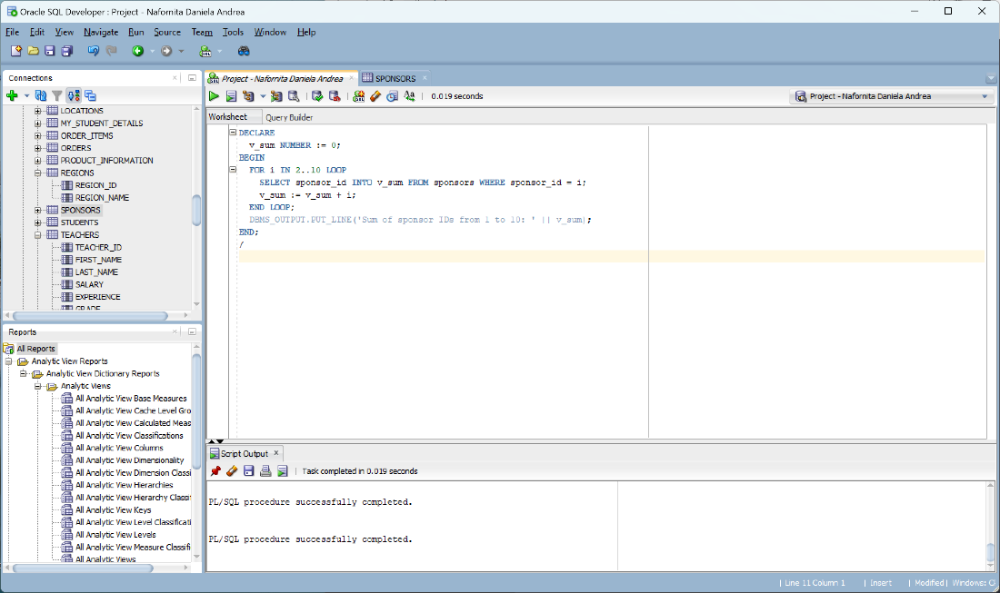 Oracle SQL Developer : Project - Nafornita Daniela Andrea
File Edit View Navigate Run Source Team Tools Window Help
Connections
LOCATIONS
MY_STUDENT_DETAILS
ORDER_ITEMS
ORDERS
PRODUCT_INFORMATION
REGIONS
REGION_ID
REGION_NAME
SPONSORS
STUDENTS
TEACHERS
TEACHER_ID
FIRST_NAME
LAST_NAME
SALARY
EXPERIENCE
GRADE
Reports
All Reports
Analytic View Reports
Analytic View Dictionary Reports
Analytic Views
All Analytic View Base Measures
All Analytic View Cache Level Gro
All Analytic View Calculated Meas
All Analytic View Classifications
All Analytic View Columns
All Analytic View Dimensionality
All Analytic View Dimension Classi
All Analytic View Hierarchies
All Analytic View Hierarchy Classif
All Analytic View Keys
All Analytic View Level Classificati
All Analytic View Levels
All Analytic View Measure Classifi
All Analytic Views
Project - Nafornita Daniela Andrea
SPONSORS
0.019 seconds
Project - Nafornita Daniela Andrea
Worksheet Query Builder
DECLARE
v_sum NUMBER := 0;
BEGIN
FOR i IN 2..10 LOOP
SELECT sponsor_id INTO v_sum FROM sponsors WHERE sponsor_id = i;
v_sum := v_sum + i;
END LOOP;
DBMS_OUTPUT.PUT_LINE('Sum of sponsor IDs from 1 to 10: ' || v_sum);
END;
/
Script Output
Task completed in 0.019 seconds
PL/SQL procedure successfully completed.
PL/SQL procedure successfully completed.
Line 11 Column 1 | Insert | Modified | Windows: C